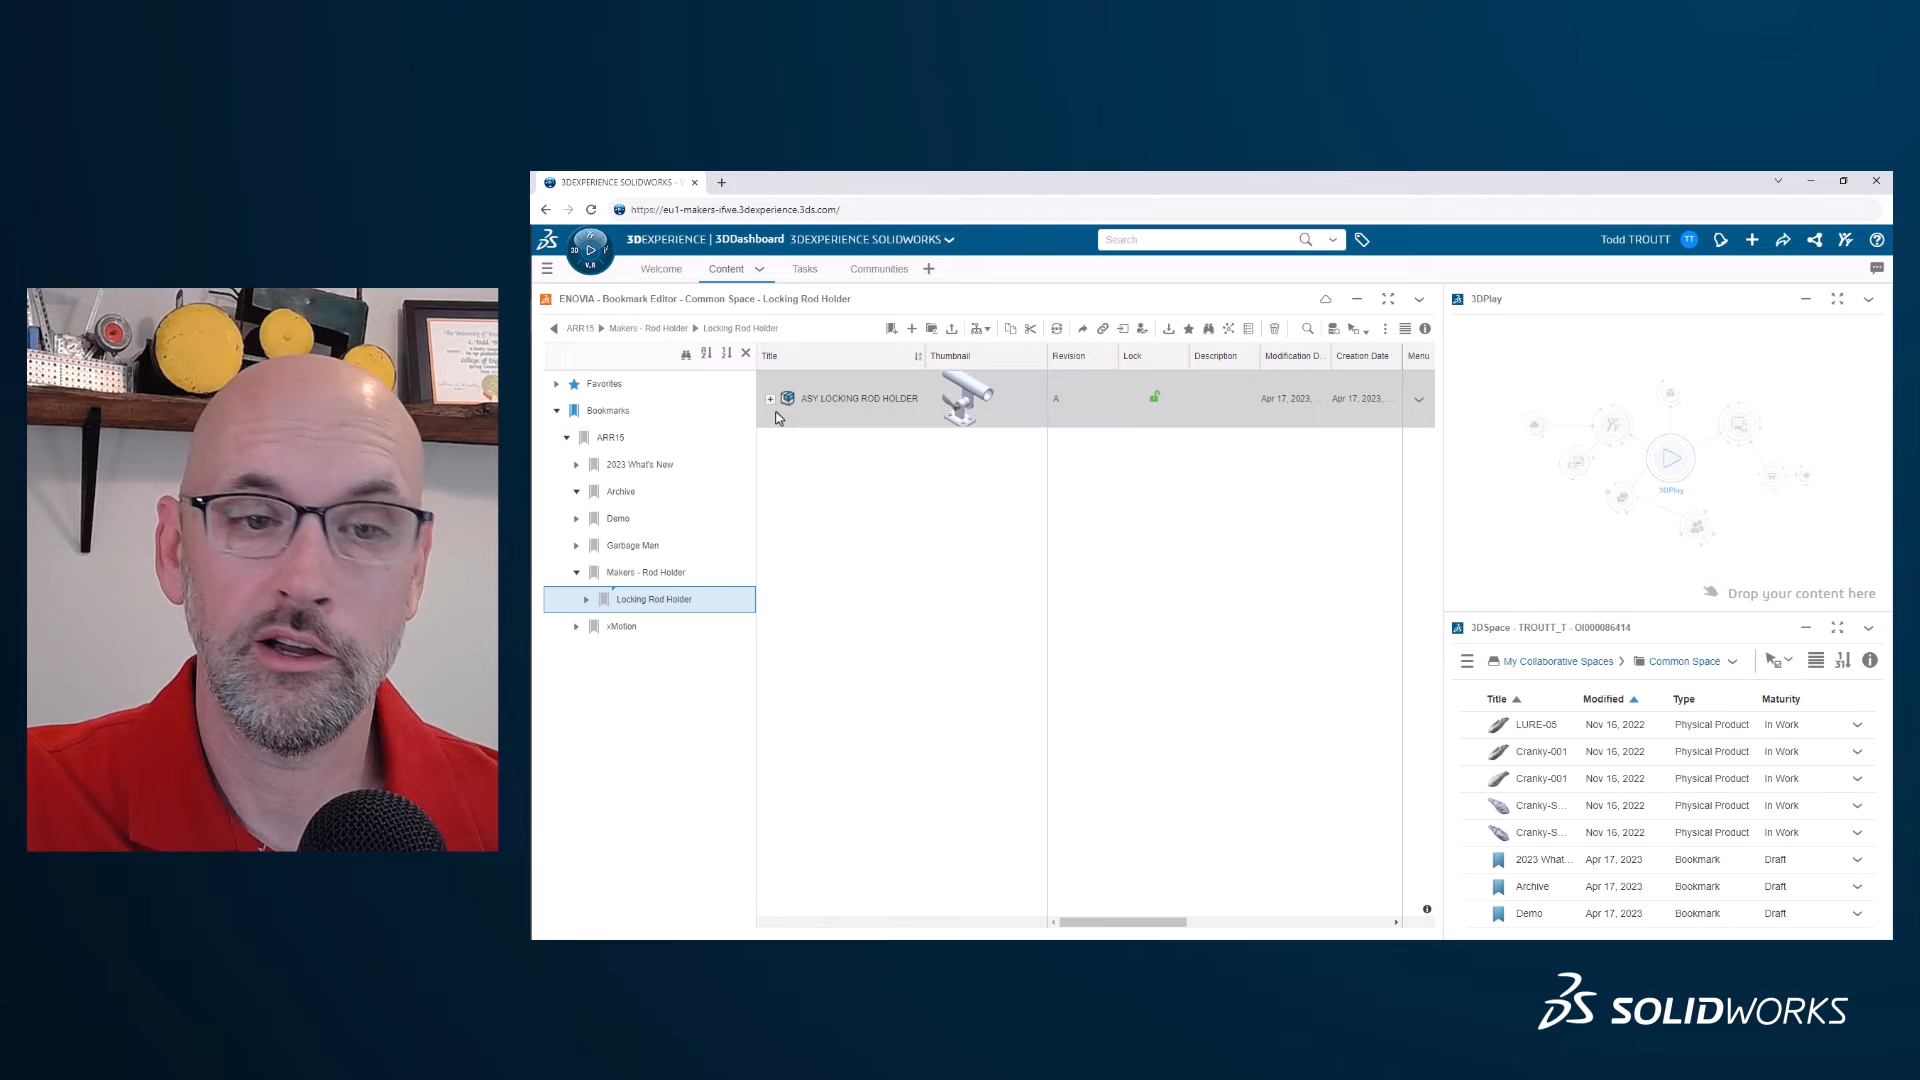 3DEXPERIENCE SOLIDWORKS -
https://eu1-makers-ifwe.3dexperience.3ds.com/
3DEXPERIENCE | 3DDashboard 3DEXPERIENCE SOLIDWORKS
Search
Todd TROUTT TT
3D
V.R
Welcome Content Tasks Communities
ENOVIA - Bookmark Editor - Common Space - Locking Rod Holder
ARR15 Makers - Rod Holder Locking Rod Holder
Title Thumbnail Revision Lock Description Modification D... Creation Date Menu
ASY LOCKING ROD HOLDER A Apr 17, 2023, ... Apr 17, 2023, ...
Favorites
Bookmarks
ARR15
2023 What's New
Archive
Demo
Garbage Man
Makers - Rod Holder
Locking Rod Holder
xMotion
3DPlay
3DPlay
Drop your content here
3DSpace - TROUTT_T - OI000086414
My Collaborative Spaces Common Space
Title Modified Type Maturity
LURE-05 Nov 16, 2022 Physical Product In Work
Cranky-001 Nov 16, 2022 Physical Product In Work
Cranky-001 Nov 16, 2022 Physical Product In Work
Cranky-S... Nov 16, 2022 Physical Product In Work
Cranky-S... Nov 16, 2022 Physical Product In Work
2023 What... Apr 17, 2023 Bookmark Draft
Archive Apr 17, 2023 Bookmark Draft
Demo Apr 17, 2023 Bookmark Draft
SOLIDWORKS